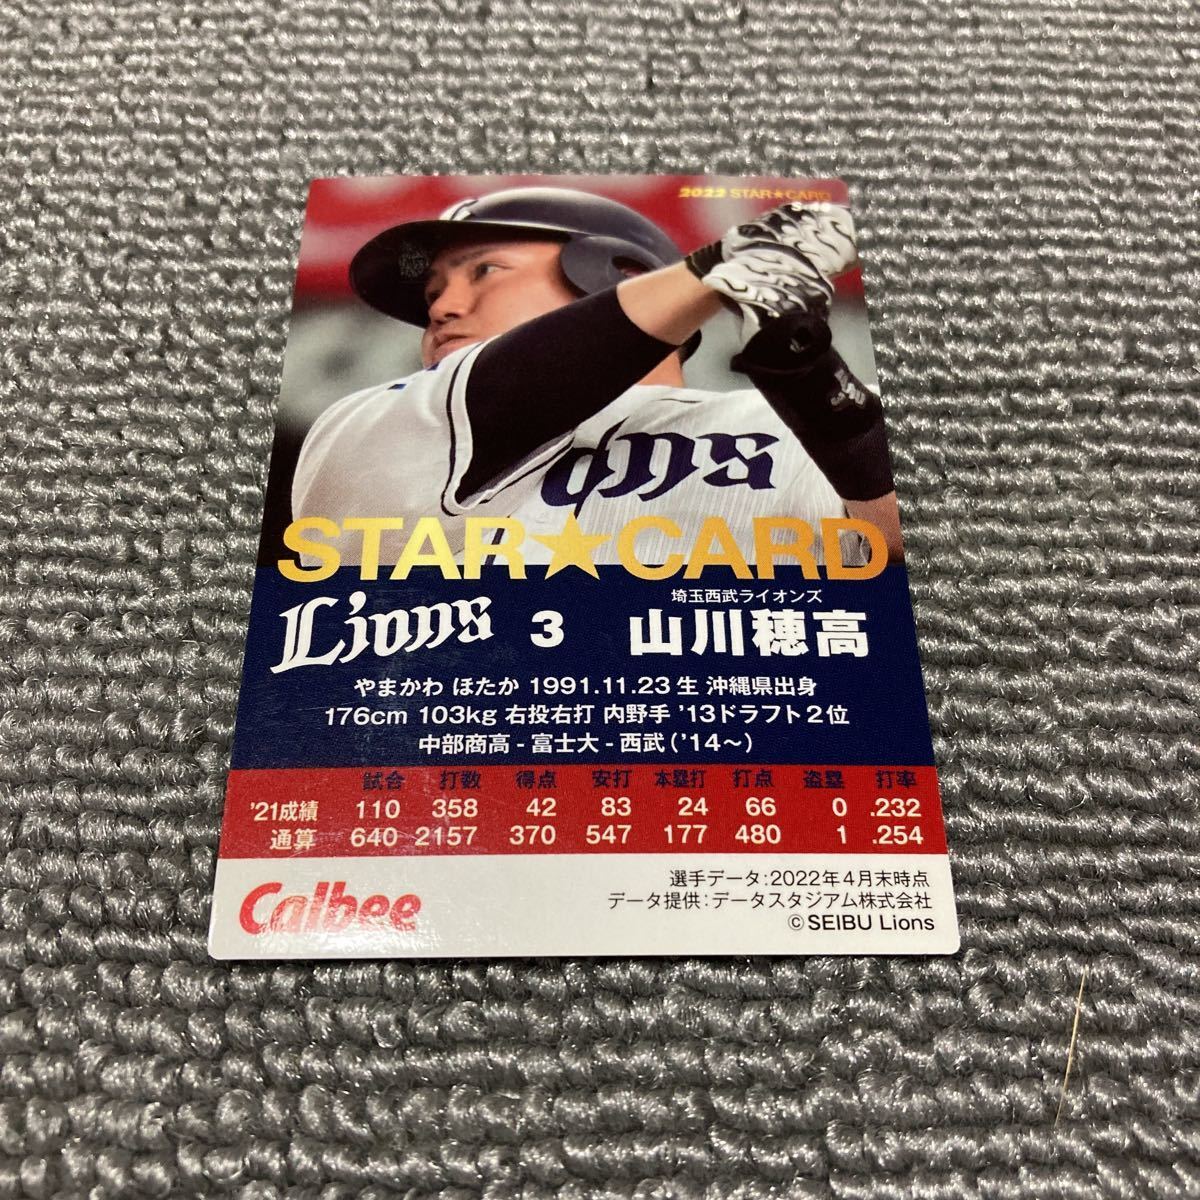 2022 STAR★CARD
Lions
STAR★CARD
埼玉西武ライオンズ
Lions 3 山川穂高
やまかわ ほたか 1991.11.23生 沖縄県出身
176cm 103kg 右投右打 内野手 '13ドラフト2位
中部商高-富士大-西武('14～)
試合 打数 得点 安打 本塁打 打点 盗塁 打率
'21成績 110 358 42 83 24 66 0 .232
通算 640 2157 370 547 177 480 1 .254
Calbee
選手データ:2022年4月末時点
データ提供:データスタジアム株式会社
©SEIBU Lions